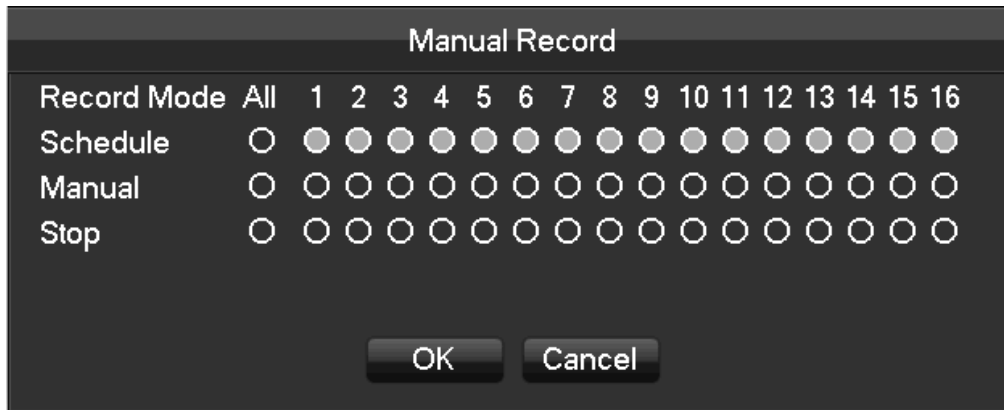 Manual Record
Record Mode All 1 2 3 4 5 6 7 8 9 10 11 12 13 14 15 16
Schedule
Manual
Stop
OK Cancel